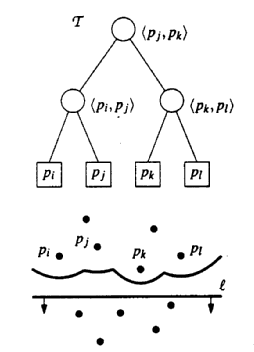 𝒯
⟨pj, pk⟩
⟨pi, pj⟩ ⟨pk, pl⟩
pi pj pk pl
pj
pi pk pl
ℓ